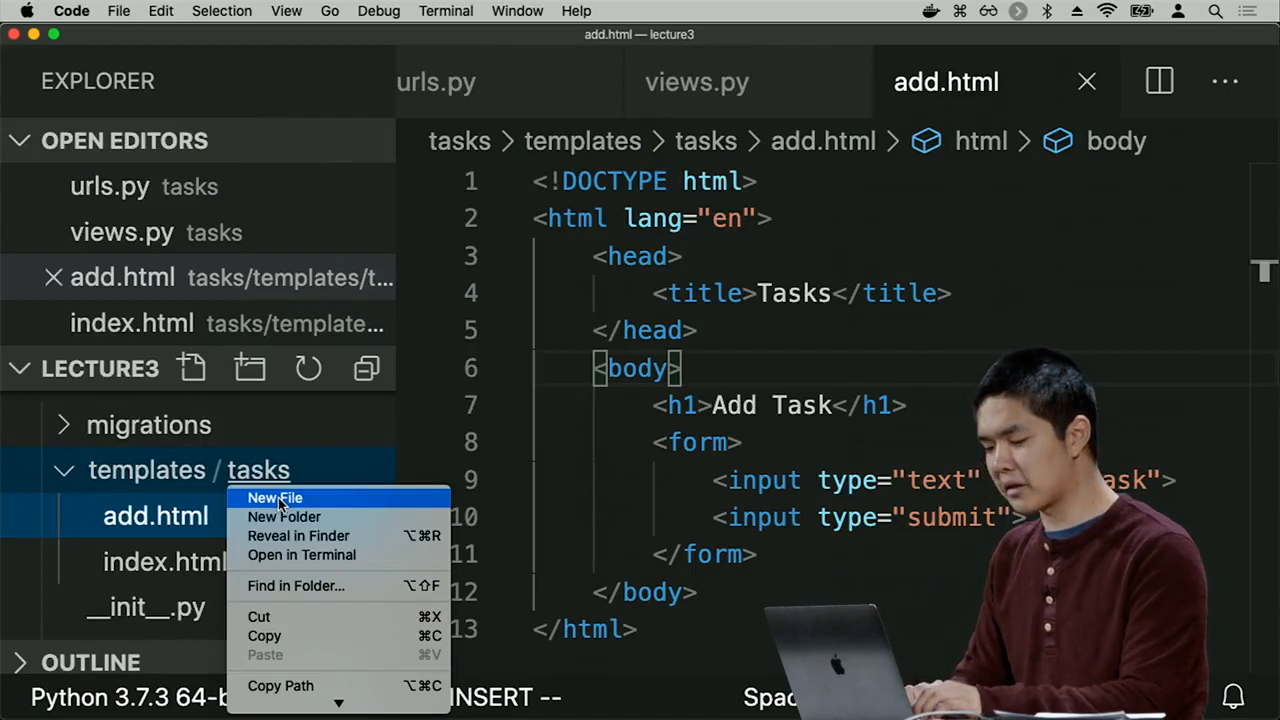 Code File Edit Selection View Go Debug Terminal Window Help
add.html — lecture3
EXPLORER
urls.py views.py add.html
OPEN EDITORS
tasks > templates > tasks > add.html > html > body
urls.py tasks
views.py tasks
add.html tasks/templates/t...
index.html tasks/template...
LECTURE3
migrations
templates / tasks
add.html
index.html
__init__.py
OUTLINE
New File
New Folder
Reveal in Finder ⌥⌘R
Open in Terminal
Find in Folder... ⌥⇧F
Cut ⌘X
Copy ⌘C
Paste ⌘V
Copy Path ⌥⌘C
1 <!DOCTYPE html>
2 <html lang="en">
3 <head>
4 <title>Tasks</title>
5 </head>
6 <body>
7 <h1>Add Task</h1>
8 <form>
9 <input type="text" ask">
10 <input type="submit">
11 </form>
12 </body>
13 </html>
Python 3.7.3 64-b INSERT -- Spac